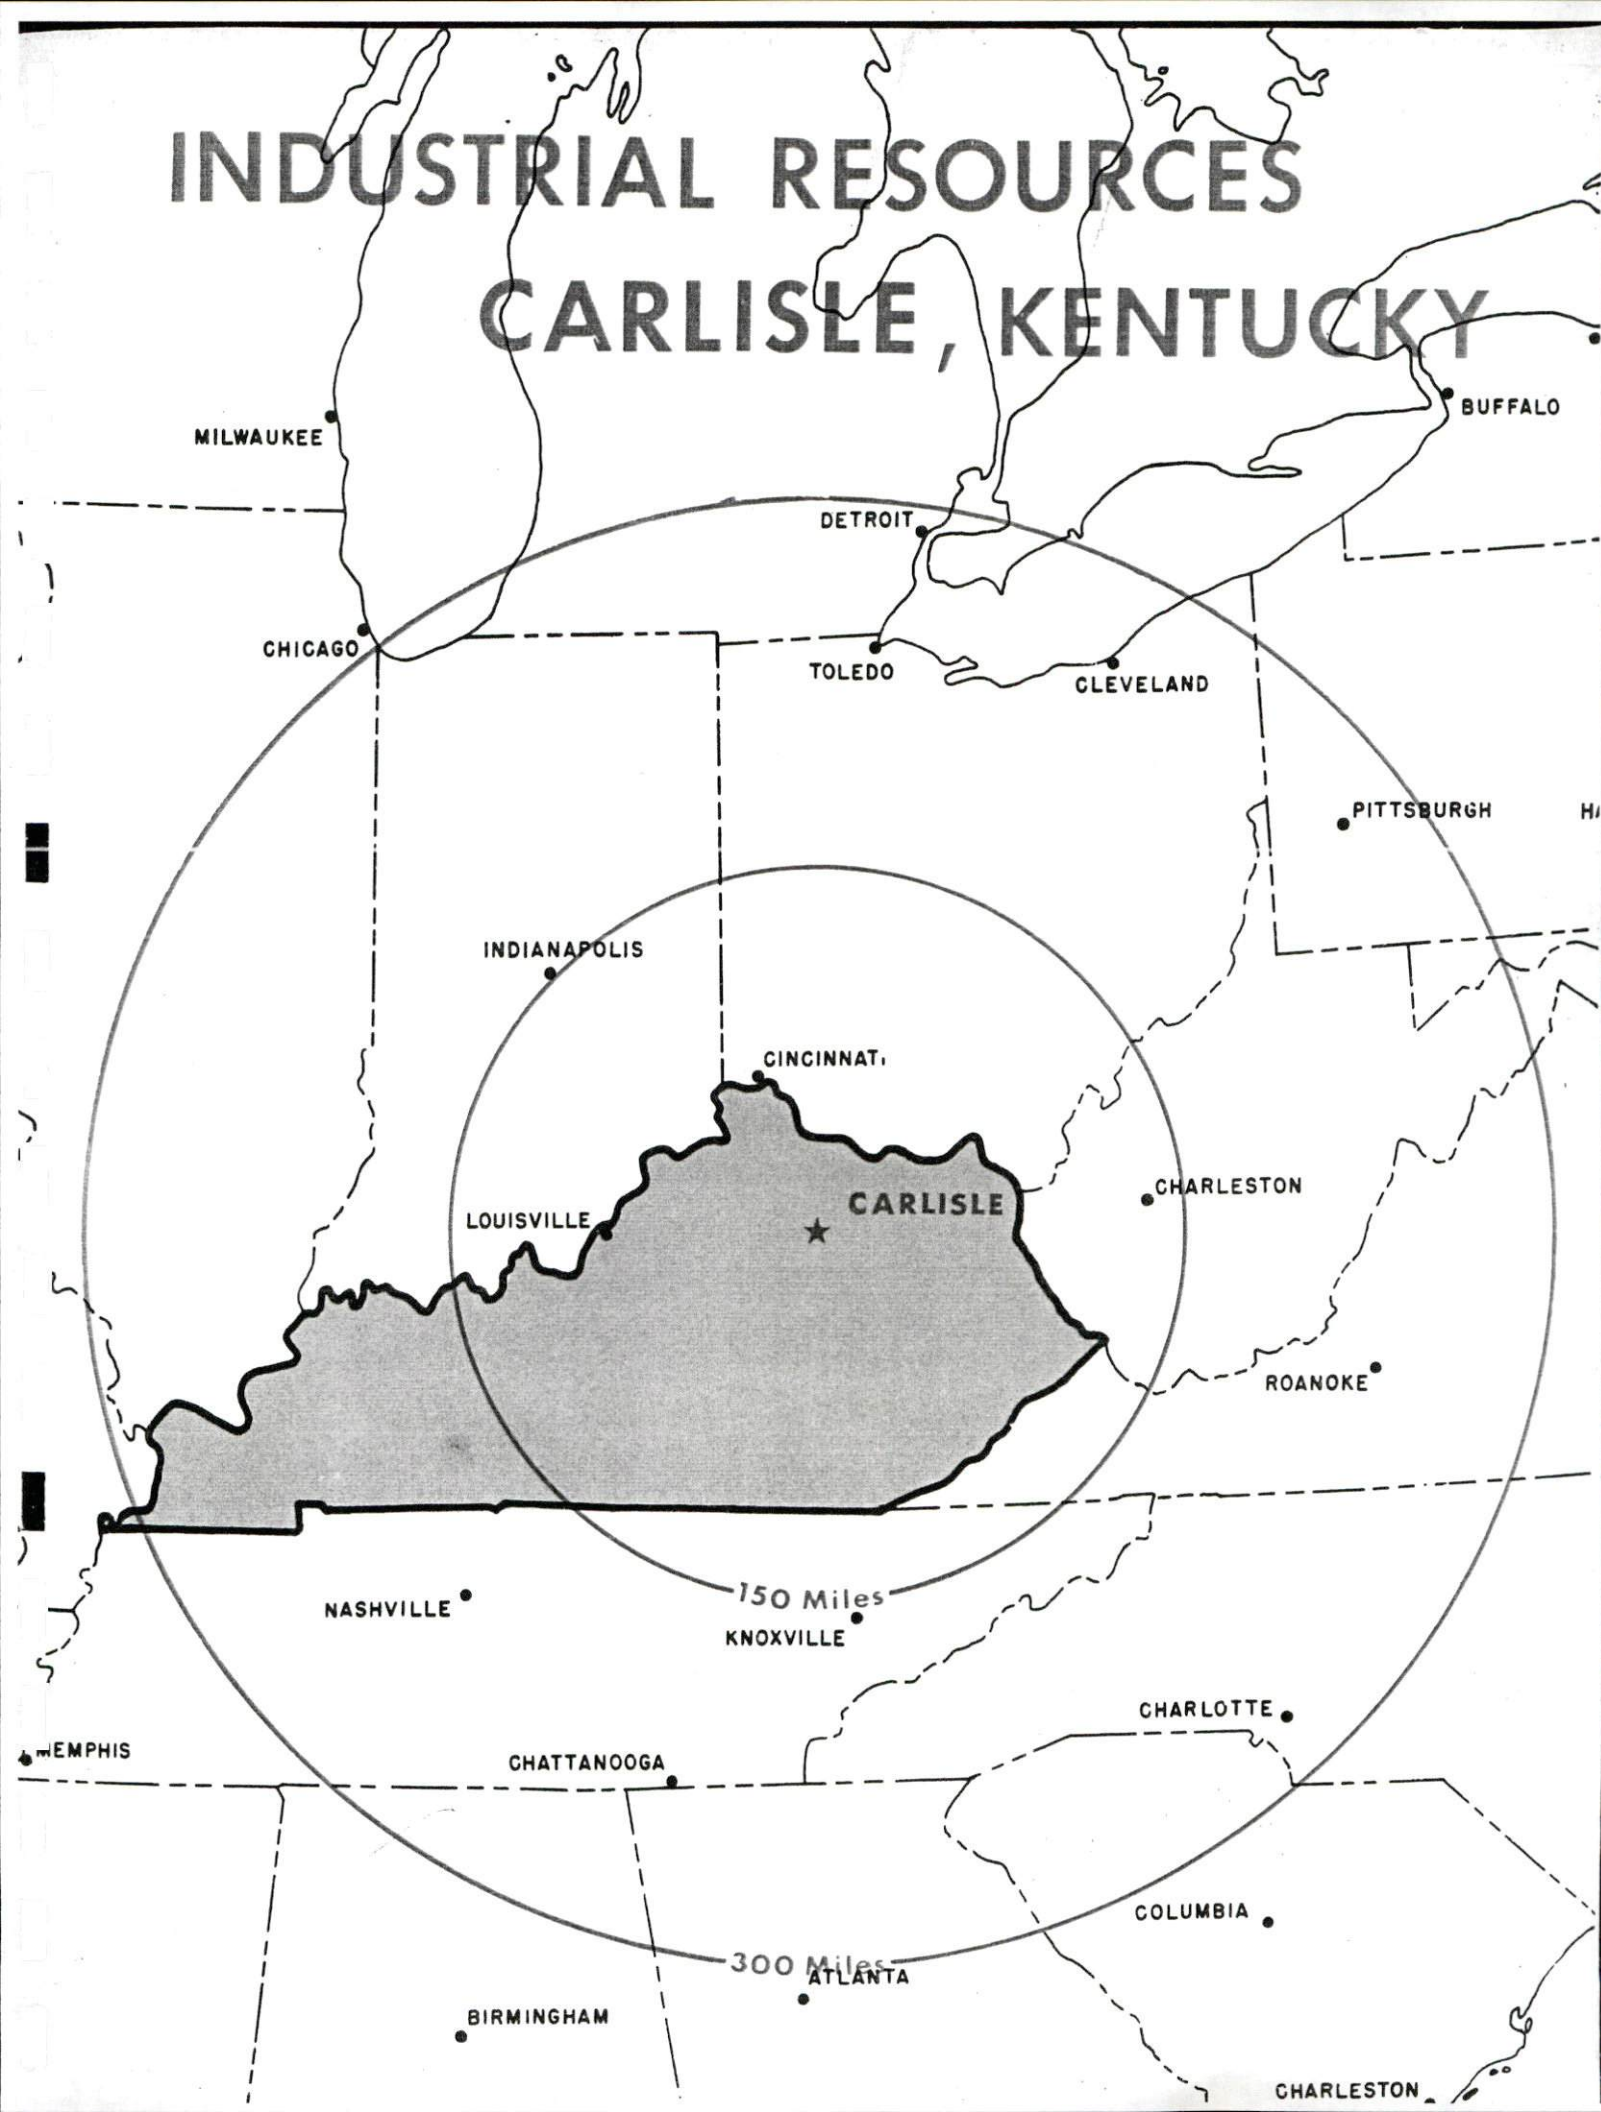 INDUSTRIAL RESOURCES
CARLISLE, KENTUCKY
BUFFALO
MILWAUKEE
DETROIT
CHICAGO
TOLEDO
CLEVELAND
PITTSBURGH
INDIANAPOLIS
CINCINNATI
CHARLESTON
CARLISLE
LOUISVILLE
ROANOKE
150 Miles
NASHVILLE
KNOXVILLE
CHARLOTTE
MEMPHIS
CHATTANOOGA
COLUMBIA
300 Miles
ATLANTA
BIRMINGHAM
CHARLESTON